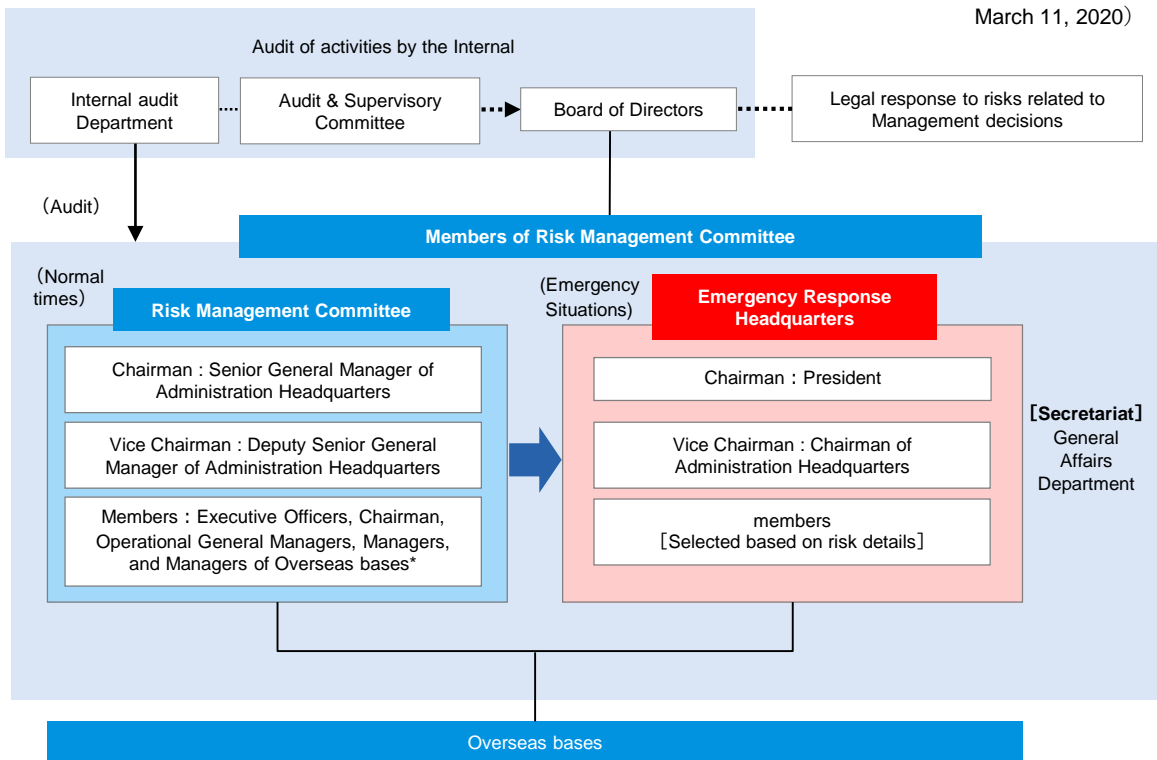 March 11, 2020）
Audit of activities by the Internal
Internal audit
Department
Audit & Supervisory
Committee
Board of Directors
Legal response to risks related to
Management decisions
（Audit）
Members of Risk Management Committee
（Normal
times）
Risk Management Committee
(Emergency
Situations)
Emergency Response
Headquarters
Chairman：Senior General Manager of
Administration Headquarters
Vice Chairman：Deputy Senior General
Manager of Administration Headquarters
Members：Executive Officers, Chairman,
Operational General Managers, Managers,
and Managers of Overseas bases*
Chairman：President
Vice Chairman：Chairman of
Administration Headquarters
members
［Selected based on risk details］
［Secretariat］
General
Affairs
Department
Overseas bases